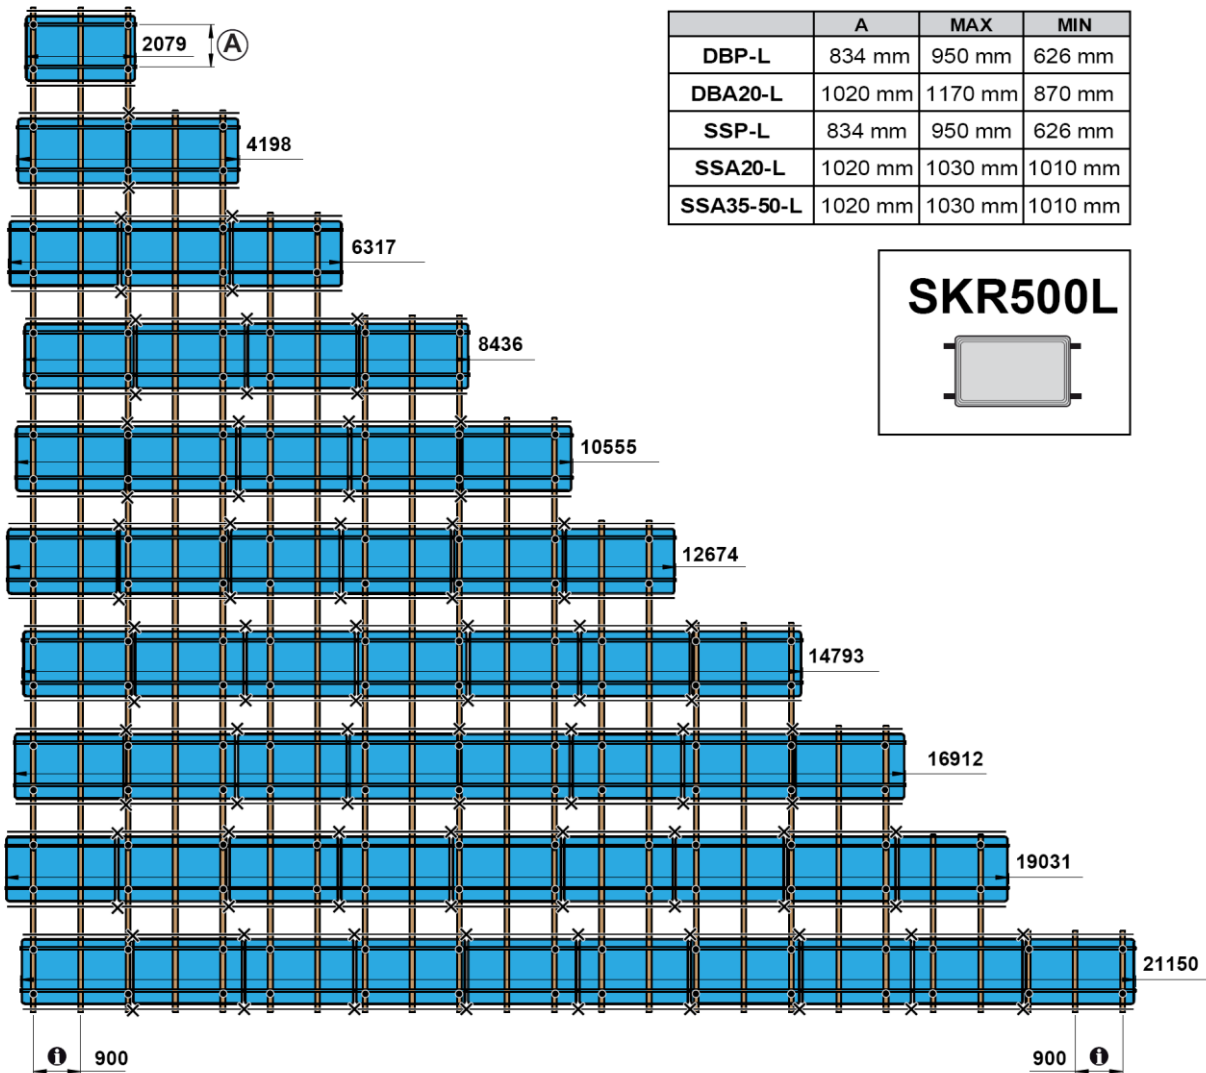 2079 A
4198
6317
8436
10555
12674
14793
16912
19031
21150
i 900
900 i
A MAX MIN
DBP-L 834 mm 950 mm 626 mm
DBA20-L 1020 mm 1170 mm 870 mm
SSP-L 834 mm 950 mm 626 mm
SSA20-L 1020 mm 1030 mm 1010 mm
SSA35-50-L 1020 mm 1030 mm 1010 mm
SKR500L